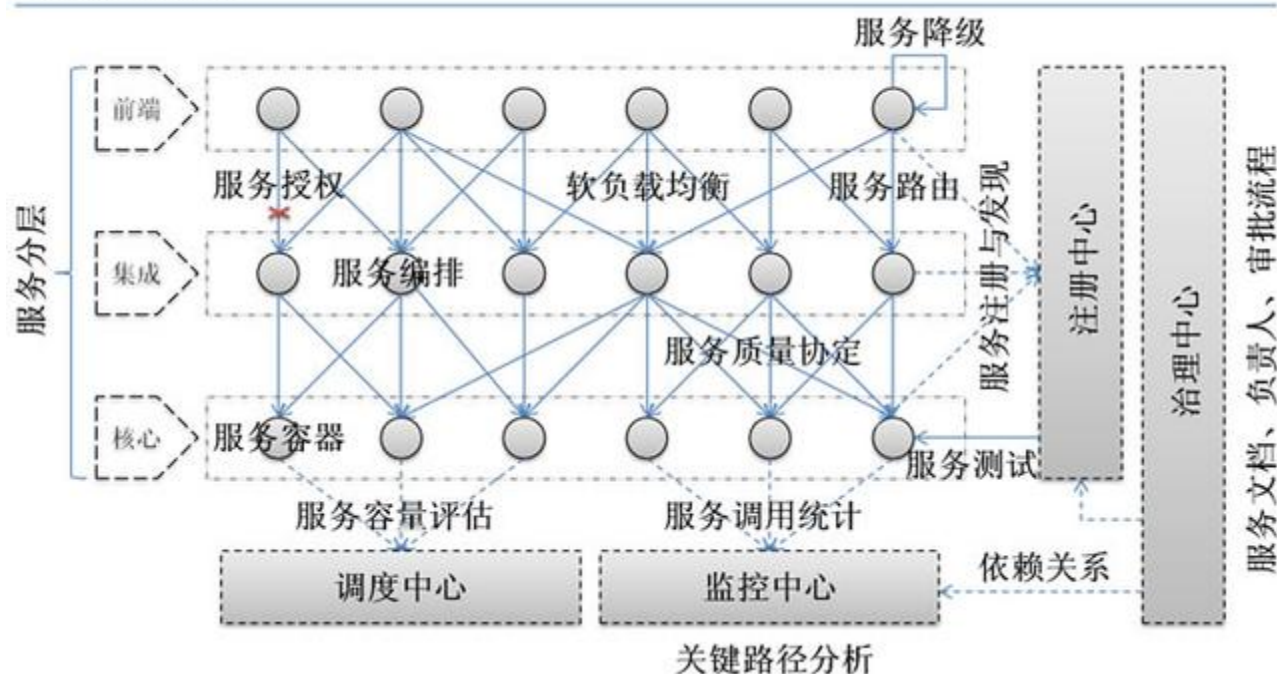 服务降级
前端
服务授权
软负载均衡
服务路由
服务分层
集成
服务编排
服务注册与发现
注册中心
治理中心
服务文档、负责人、审批流程
服务质量协定
核心
服务容器
服务测试
服务容量评估
服务调用统计
调度中心
监控中心
依赖关系
关键路径分析